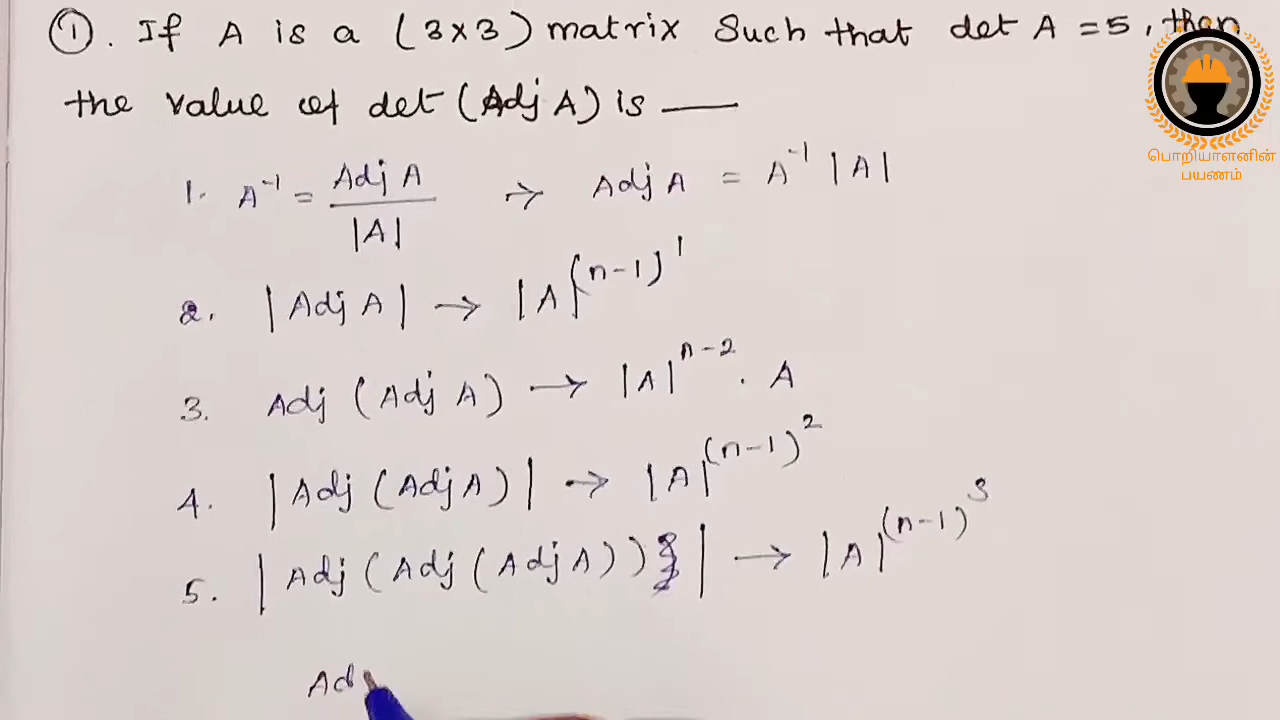 ①. If A is a (3×3) matrix Such that det A = 5, then
the value of det (Adj A) is ___
பொறியாளனின்
பயணம்
1. A⁻¹ = Adj A / |A| → Adj A = A⁻¹ |A|
2. |Adj A| → |A|^(n-1)^1
3. Adj (Adj A) → |A|^n-2 . A
4. |Adj (Adj A)| → |A|^(n-1)^2
5. |Adj (Adj (Adj A))}| → |A|^(n-1)^3
Ad